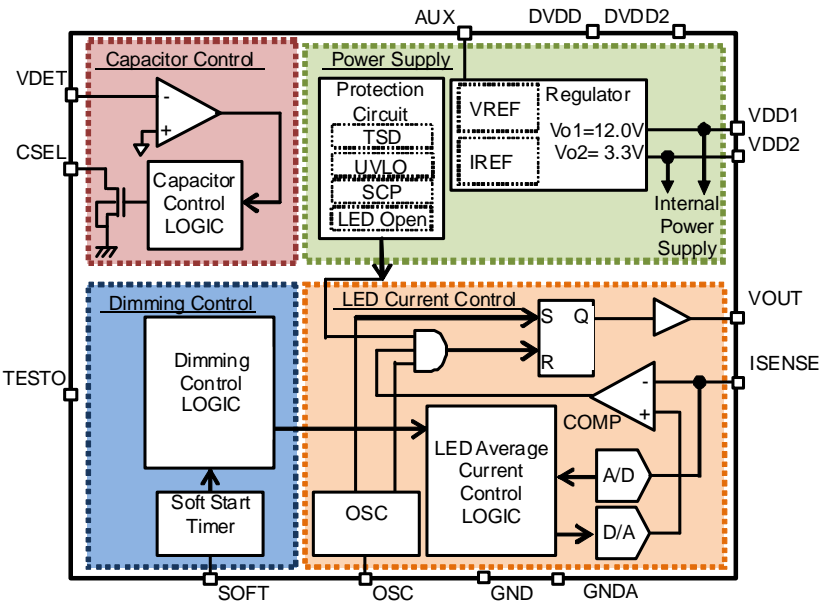 AUX
DVDD
DVDD2
Capacitor Control
VDET
-
+
CSEL
Capacitor
Control
LOGIC
Power Supply
Protection
Circuit
TSD
UVLO
SCP
LED Open
VREF
IREF
Regulator
Vo1=12.0V
Vo2= 3.3V
VDD1
VDD2
Internal
Power
Supply
Dimming Control
Dimming
Control
LOGIC
Soft Start
Timer
TESTO
LED Current Control
S
Q
R
VOUT
ISENSE
-
+
COMP
LED Average
Current
Control
LOGIC
A/D
D/A
OSC
SOFT
OSC
GND
GNDA